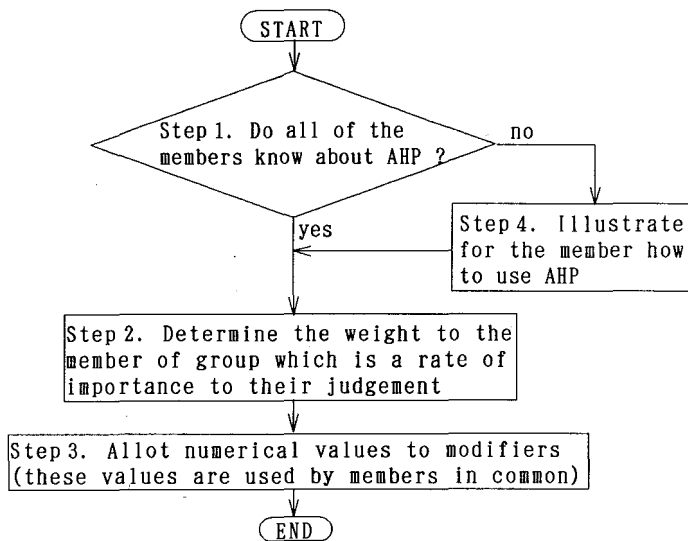 START
Step 1. Do all of the
members know about AHP ?
no
yes
Step 4. Illustrate
for the member how
to use AHP
Step 2. Determine the weight to the
member of group which is a rate of
importance to their judgement
Step 3. Allot numerical values to modifiers
(these values are used by members in common)
END